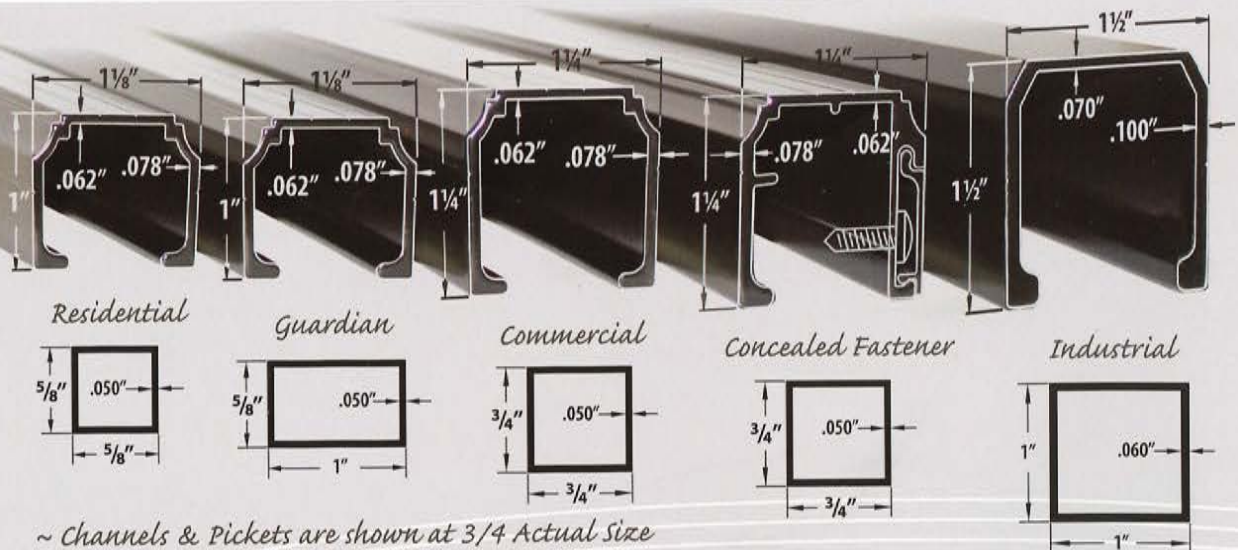 1⅛" 1⅛" 1¼" 1¼" 1½"
.062" .078" 1"
.062" .078" 1"
.062" .078" 1¼"
.078" .062" 1¼"
.070" .100" 1½"
Residential
Guardian
Commercial
Concealed Fastener
Industrial
5/8" .050" 5/8"
5/8" .050" 1"
3/4" .050" 3/4"
3/4" .050" 3/4"
1" .060" 1"
~ Channels & Pickets are shown at 3/4 Actual Size